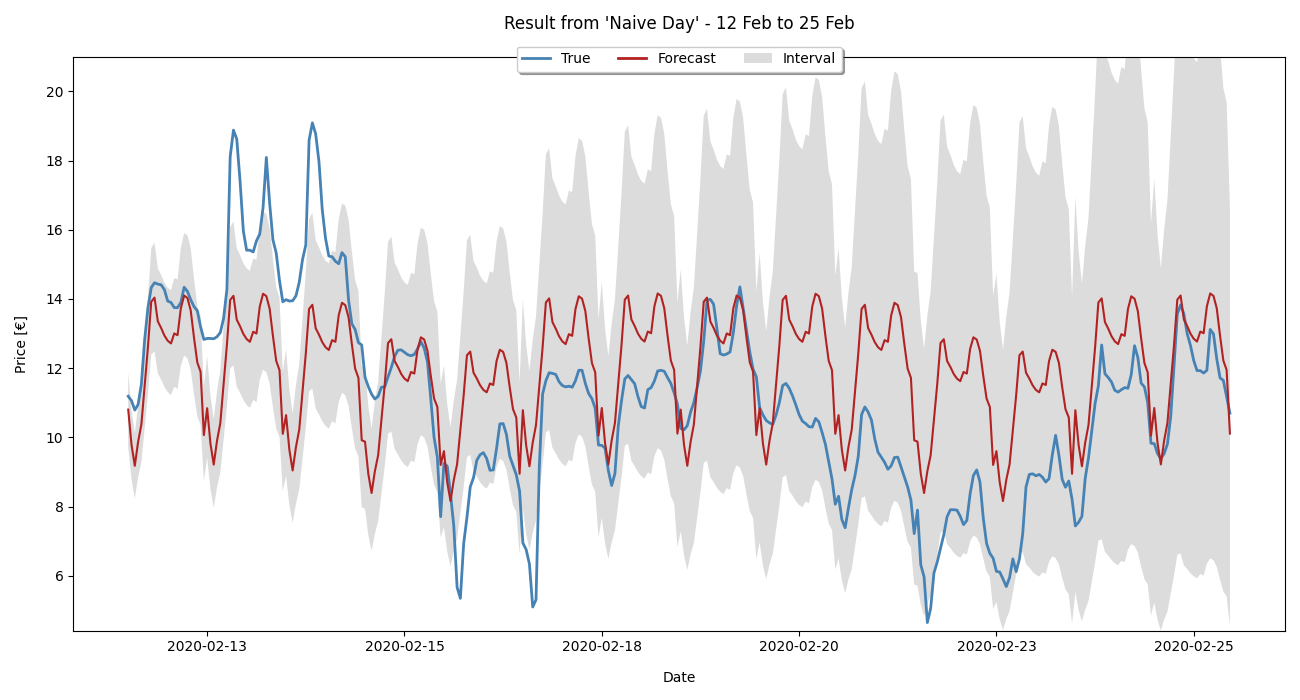 Result from 'Naive Day' - 12 Feb to 25 Feb
True Forecast Interval
Price [€]
20
18
16
14
12
10
8
6
2020-02-13 2020-02-15 2020-02-18 2020-02-20 2020-02-23 2020-02-25
Date